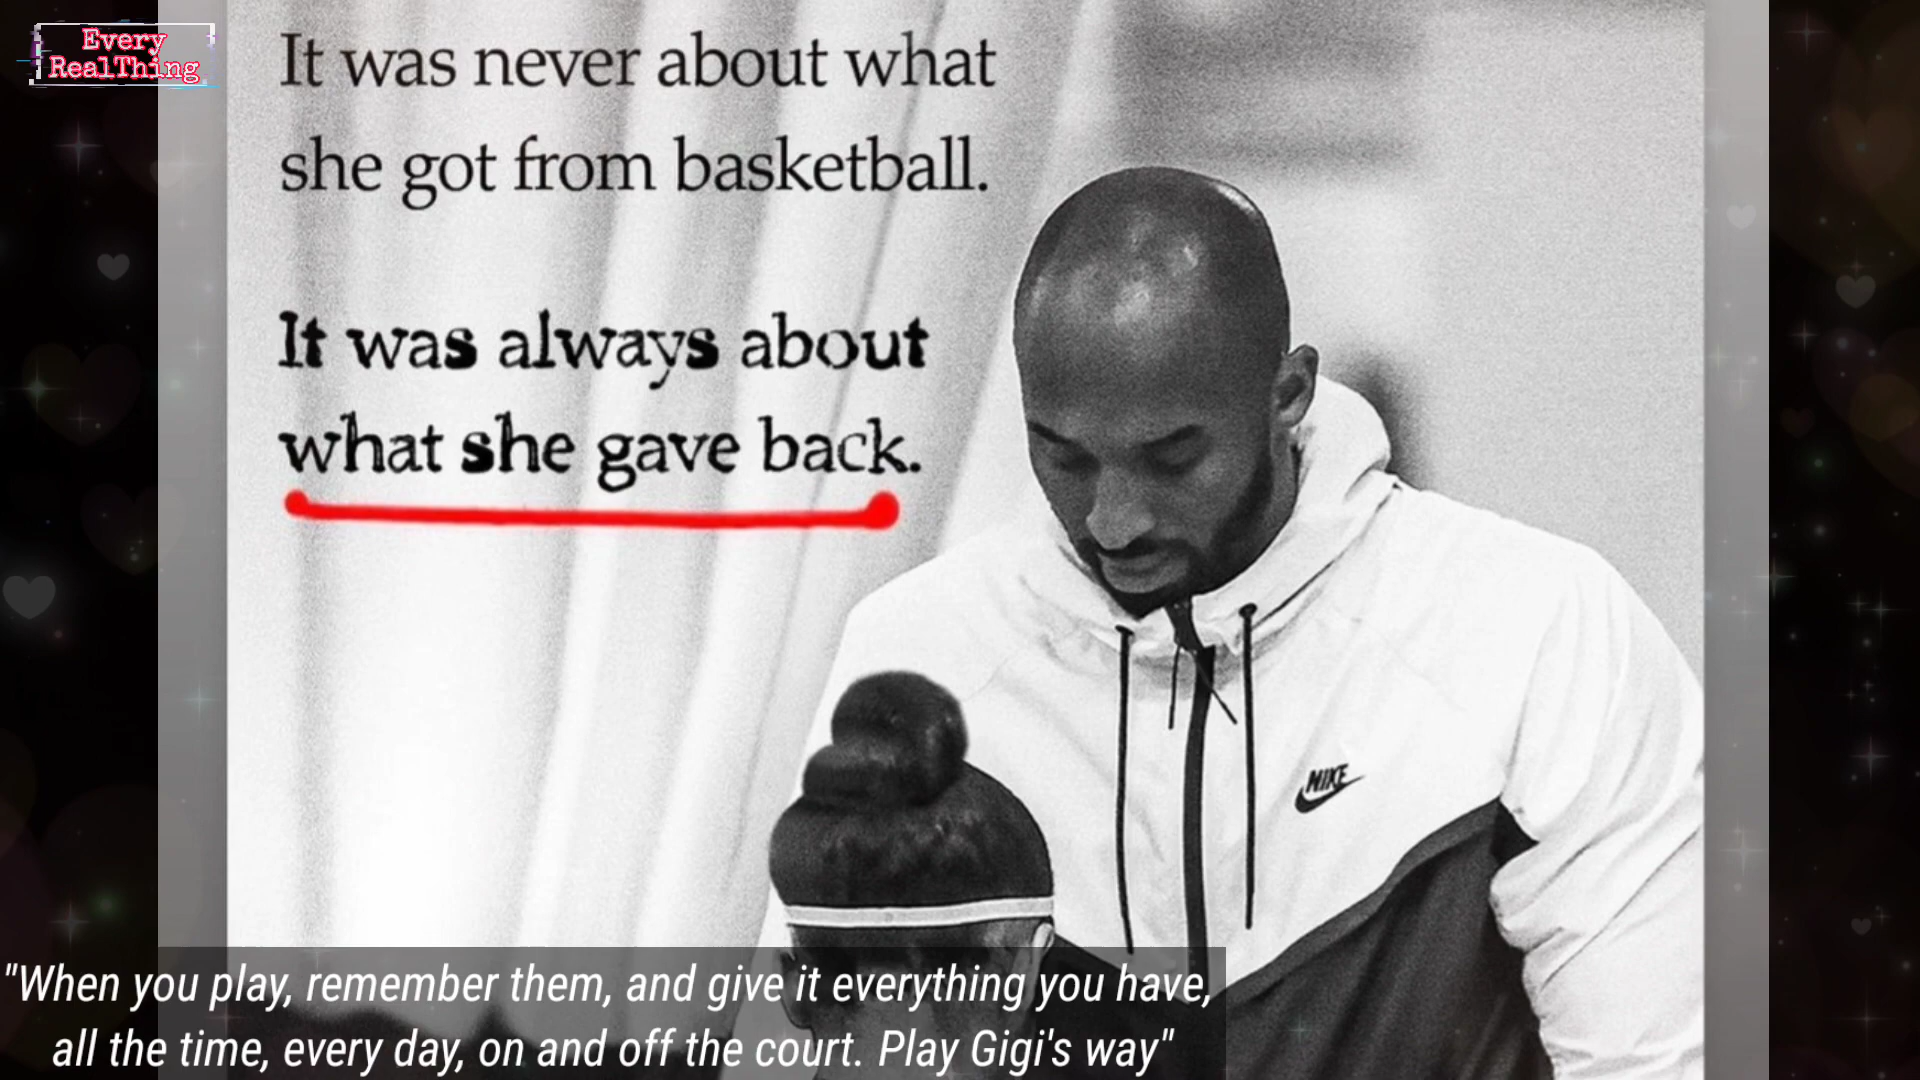 Every
RealThing
It was never about what
she got from basketball.
It was always about
what she gave back.
NIKE
"When you play, remember them, and give it everything you have,
all the time, every day, on and off the court. Play Gigi's way"